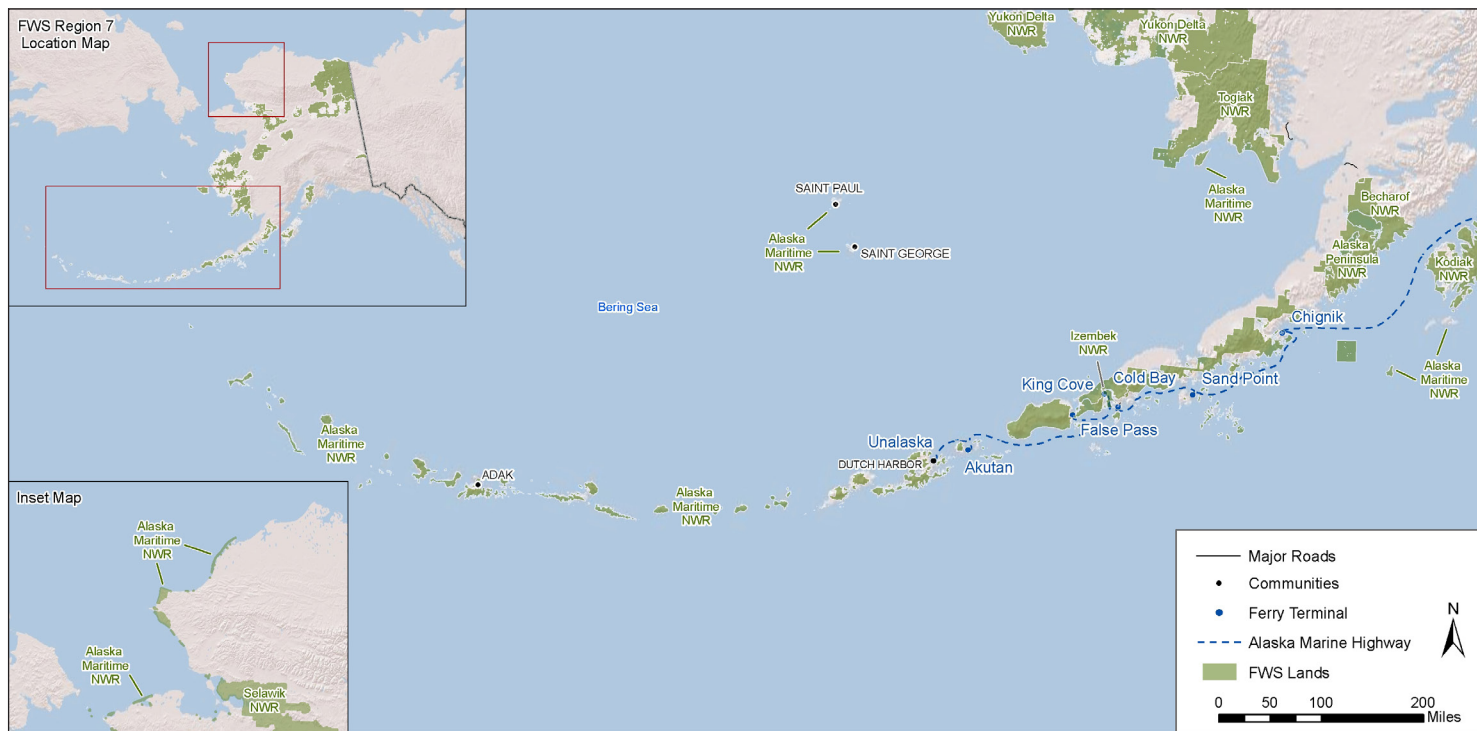 FWS Region 7
Location Map
Yukon Delta
NWR
Yukon Delta
NWR
Togiak
NWR
Alaska
Maritime
NWR
SAINT PAUL
Alaska
Maritime
NWR
SAINT GEORGE
Becharof
NWR
Alaska
Peninsula
NWR
Kodiak
NWR
Bering Sea
Chignik
Izembek
NWR
Alaska
Maritime
NWR
King Cove
Cold Bay
Sand Point
False Pass
Alaska
Maritime
NWR
Unalaska
DUTCH HARBOR
Akutan
ADAK
Alaska
Maritime
NWR
Inset Map
Alaska
Maritime
NWR
Alaska
Maritime
NWR
Selawik
NWR
Major Roads
Communities
Ferry Terminal
Alaska Marine Highway
FWS Lands
N
0 50 100 200
Miles